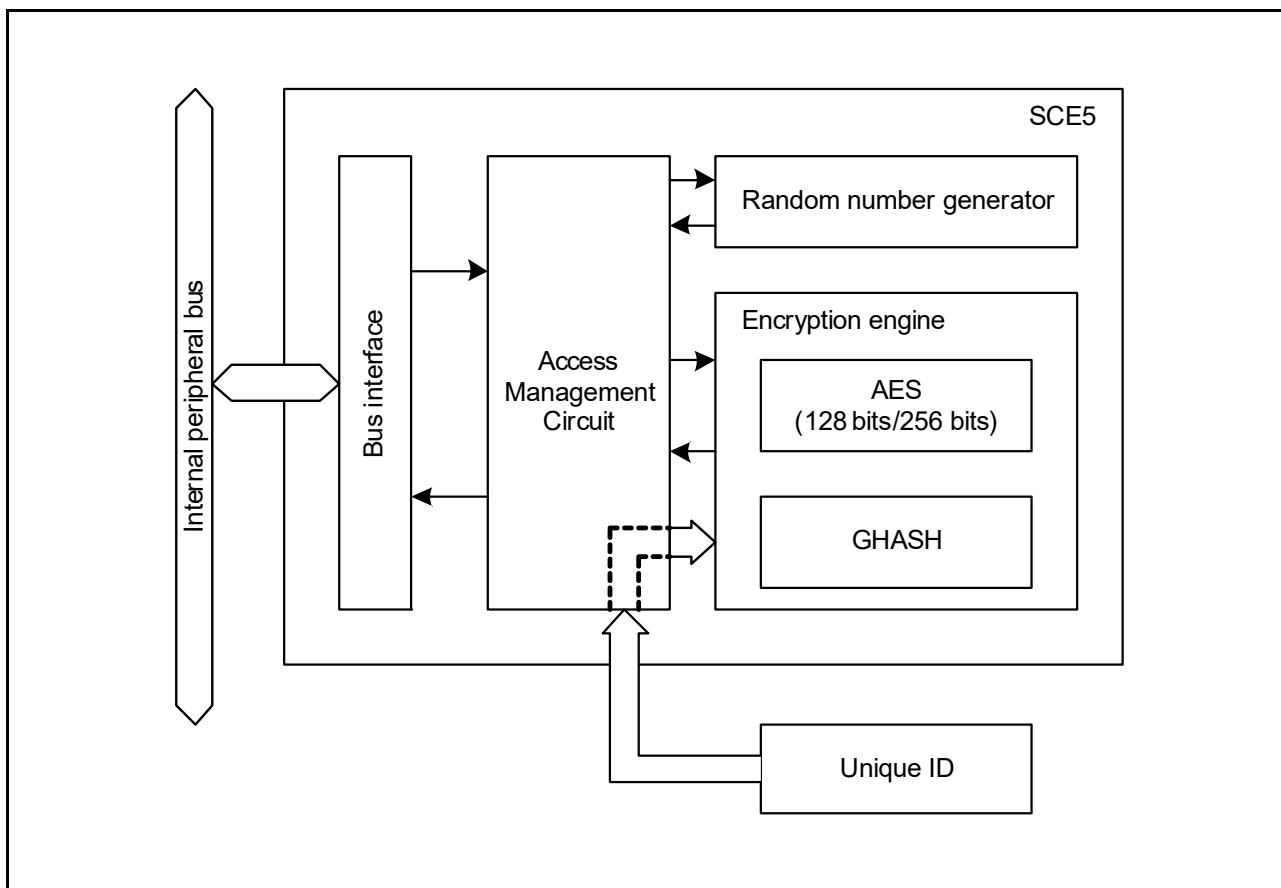 SCE5
Internal peripheral bus
Bus interface
Access
Management
Circuit
Random number generator
Encryption engine
AES
(128 bits/256 bits)
GHASH
Unique ID